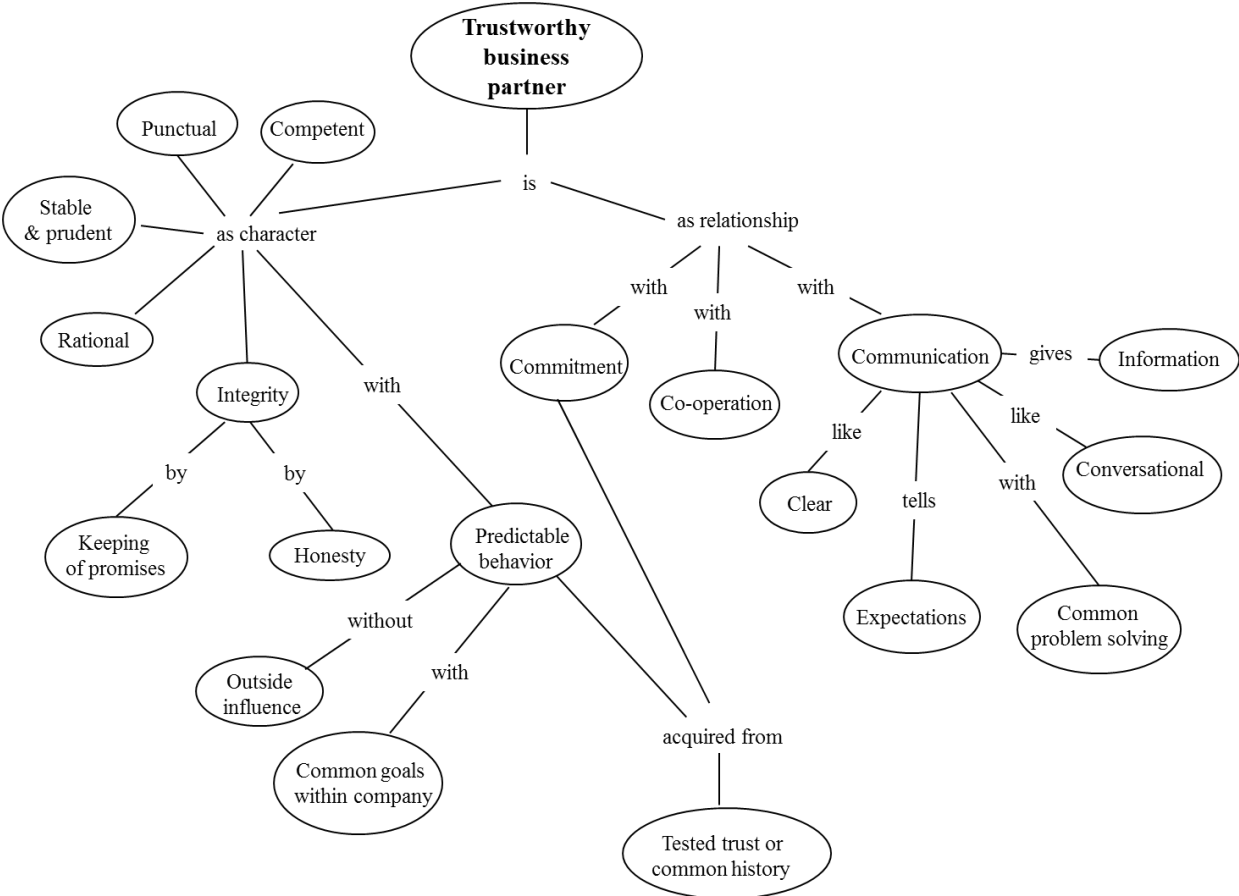 Trustworthy
business
partner
Punctual
Competent
is
Stable
& prudent
as character
as relationship
with
with
with
Rational
Integrity
with
Commitment
Co-operation
Communication
gives
Information
like
like
by
by
Clear
tells
with
Conversational
Keeping
of promises
Honesty
Predictable
behavior
without
Expectations
Common
problem solving
with
Outside
influence
acquired from
Common goals
within company
Tested trust or
common history